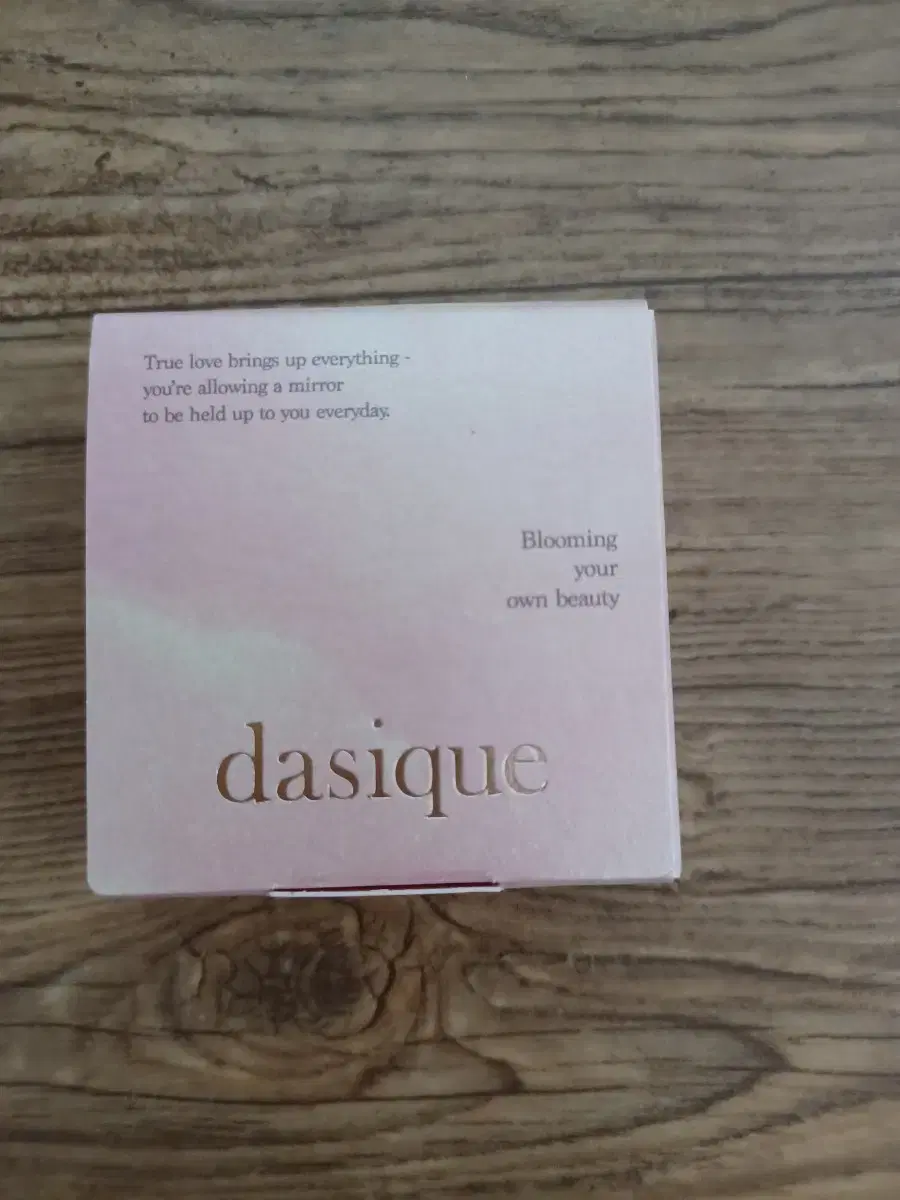 True love brings up everything -
you're allowing a mirror
to be held up to you everyday.
Blooming
your
own beauty
dasique